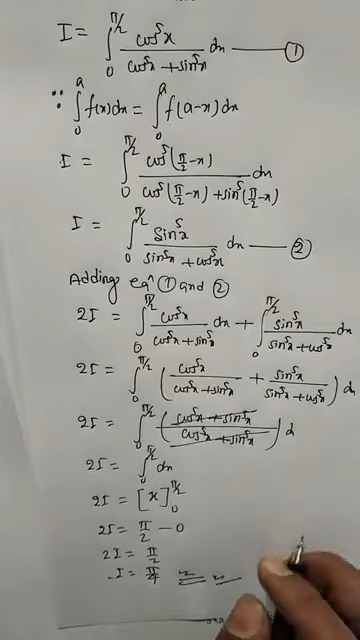 I = ∫₀^(π/2) cos⁵x / (cos⁵x + sin⁵x) dx —— ①
∵ ∫₀^a f(x)dx = ∫₀^a f(a-x)dx
I = ∫₀^(π/2) cos⁵(π/2 -x) / (cos⁵(π/2 -x) + sin⁵(π/2 -x)) dx
I = ∫₀^(π/2) sin⁵x / (sin⁵x + cos⁵x) dx —— ②
Adding eqⁿ ① and ②
2I = ∫₀^(π/2) cos⁵x / (cos⁵x + sin⁵x) dx + ∫₀^(π/2) sin⁵x / (sin⁵x + cos⁵x) dx
2I = ∫₀^(π/2) (cos⁵x / (cos⁵x + sin⁵x) + sin⁵x / (sin⁵x + cos⁵x)) dx
2I = ∫₀^(π/2) ((cos⁵x + sin⁵x) / (cos⁵x + sin⁵x)) d
2I = ∫₀^(π/2) dx
2I = [x]₀^(π/2)
2I = π/2 - 0
2I = π/2
I = π/4